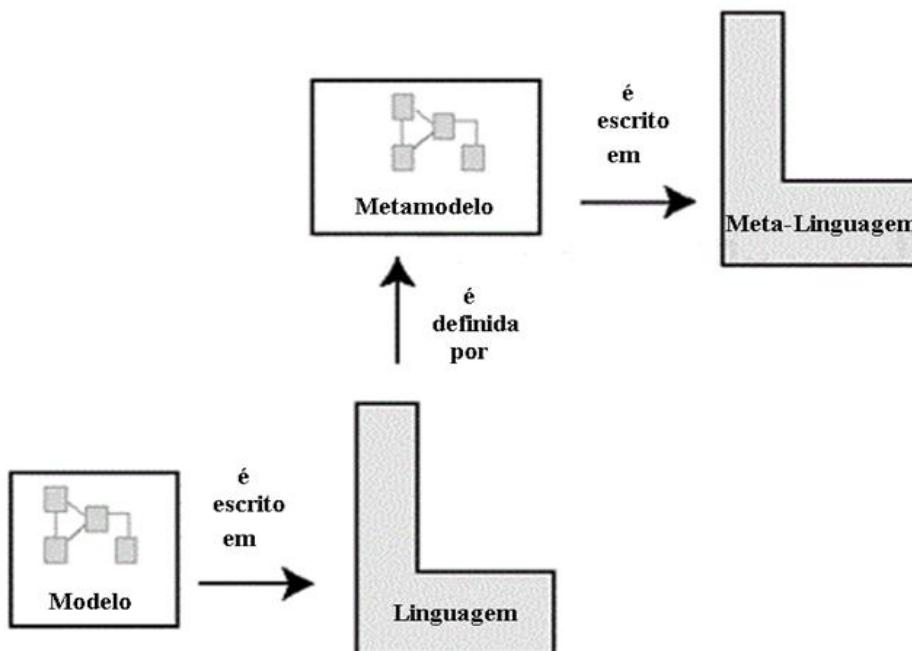 é
escrito
em
Metamodelo
Meta-Linguagem
é
definida
por
é
escrito
em
Modelo
Linguagem